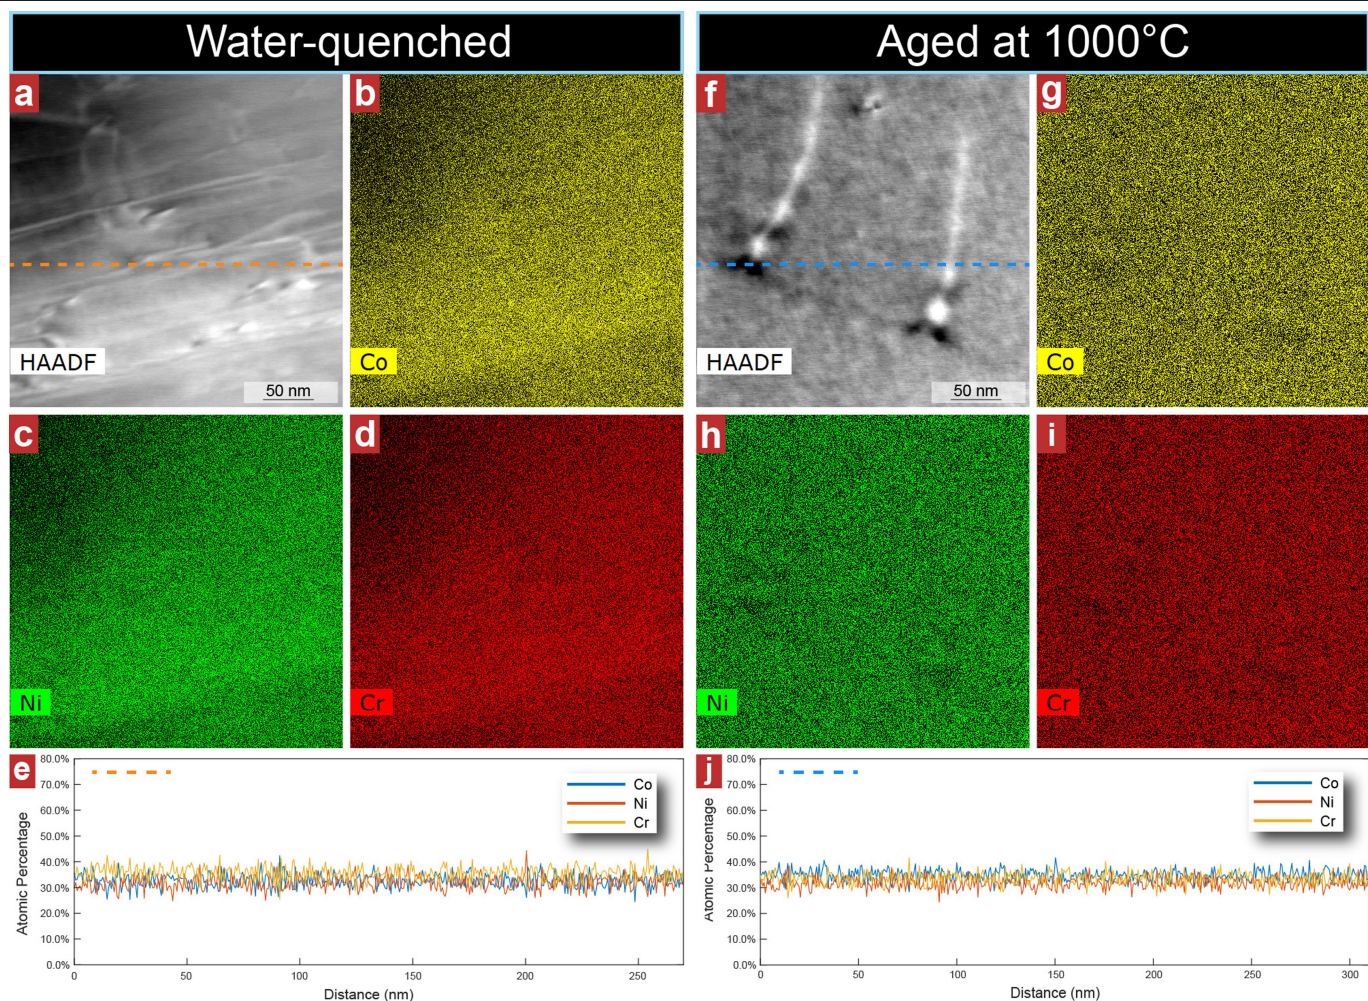 Water-quenched
Aged at 1000°C
a
HAADF
50 nm
b
Co
f
HAADF
50 nm
g
Co
c
Ni
d
Cr
h
Ni
i
Cr
e
Atomic Percentage
80.0%
70.0%
60.0%
50.0%
40.0%
30.0%
20.0%
10.0%
0.0%
Co
Ni
Cr
0 50 100 150 200 250
Distance (nm)
j
Atomic Percentage
80.0%
70.0%
60.0%
50.0%
40.0%
30.0%
20.0%
10.0%
0.0%
Co
Ni
Cr
0 50 100 150 200 250 300
Distance (nm)